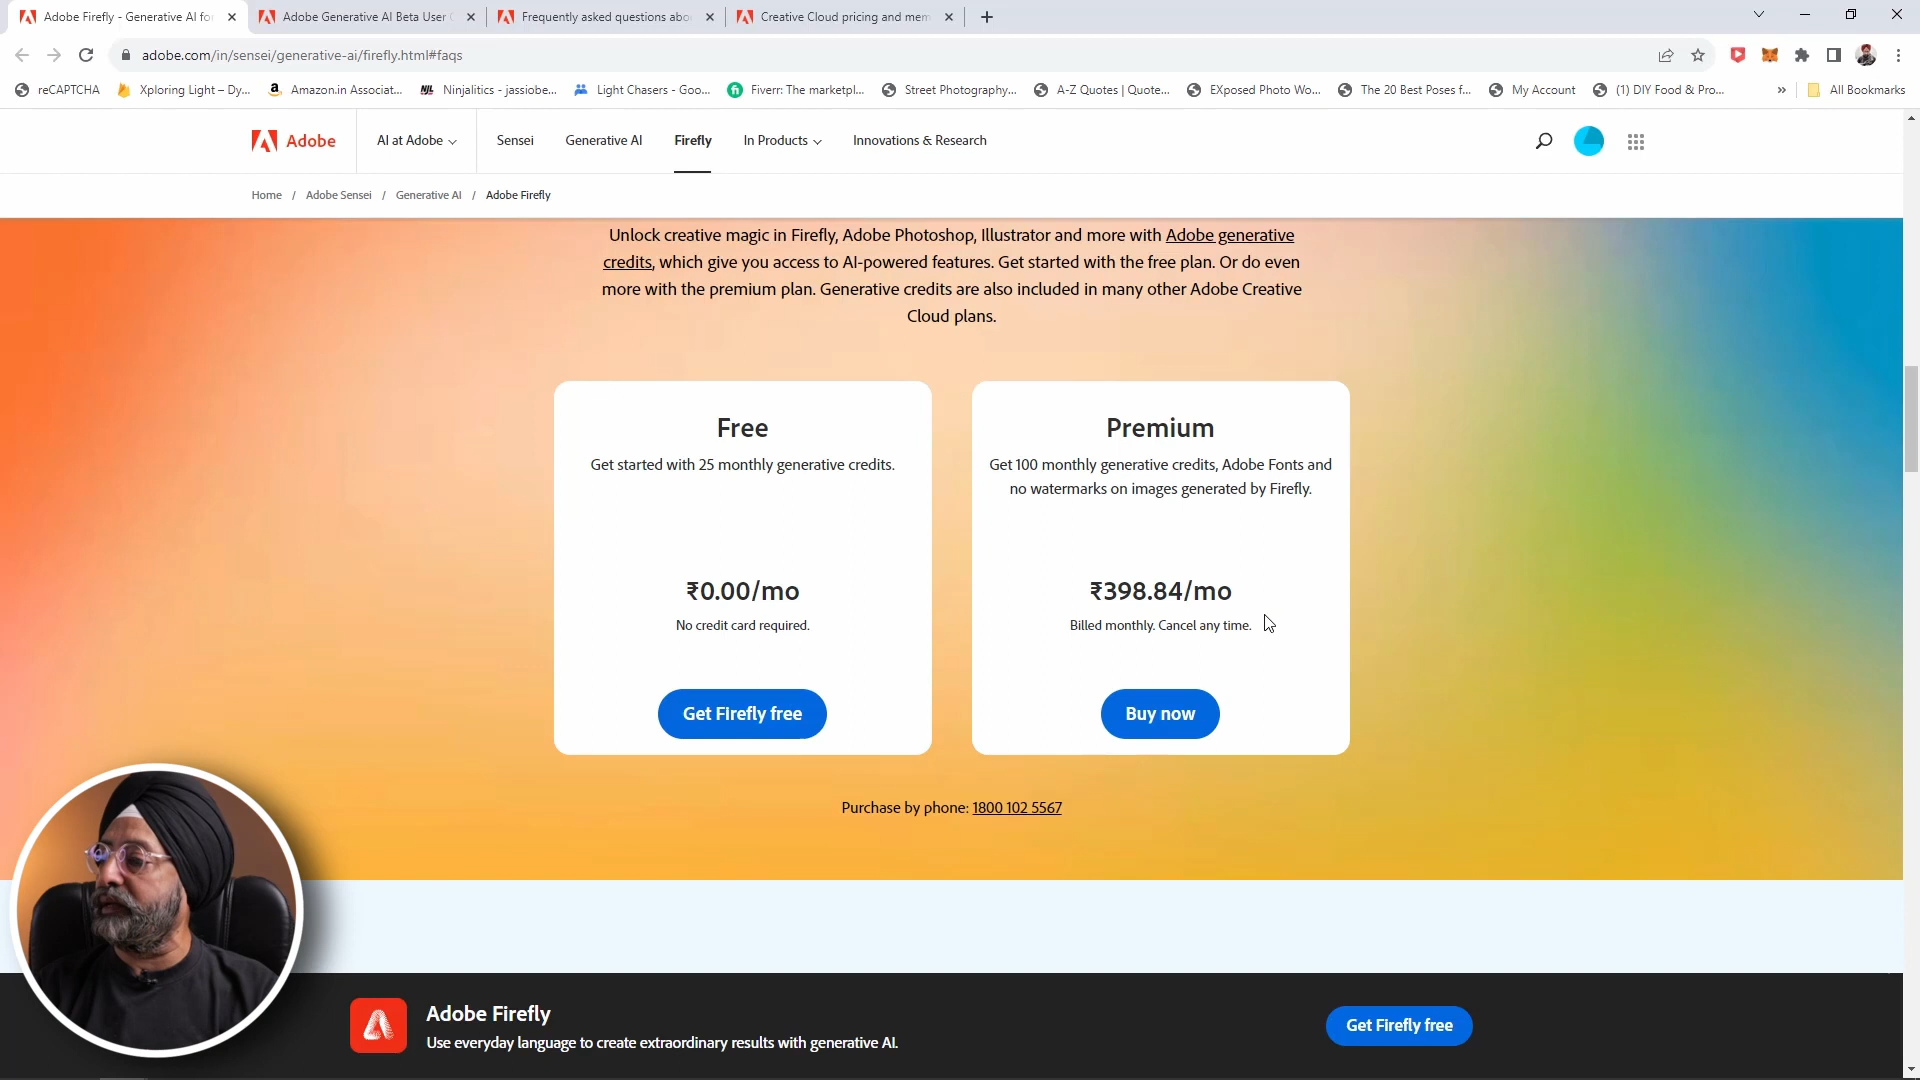 Adobe Firefly - Generative AI fo
Adobe Generative AI Beta User G
Frequently asked questions abo
Creative Cloud pricing and mem
adobe.com/in/sensei/generative-ai/firefly.html#faqs
reCAPTCHA
Xploring Light – Dy...
Amazon.in Associat...
Ninjalitics - jassiobe...
Light Chasers - Goo...
Fiverr: The marketpl...
Street Photography...
A-Z Quotes | Quote...
EXposed Photo Wo...
The 20 Best Poses f...
My Account
(1) DIY Food & Pro...
»
All Bookmarks
Adobe
AI at Adobe
Sensei
Generative AI
Firefly
In Products
Innovations & Research
Home / Adobe Sensei / Generative AI / Adobe Firefly
Unlock creative magic in Firefly, Adobe Photoshop, Illustrator and more with Adobe generative
credits, which give you access to AI-powered features. Get started with the free plan. Or do even
more with the premium plan. Generative credits are also included in many other Adobe Creative
Cloud plans.
Free
Get started with 25 monthly generative credits.
₹0.00/mo
No credit card required.
Get Firefly free
Premium
Get 100 monthly generative credits, Adobe Fonts and
no watermarks on images generated by Firefly.
₹398.84/mo
Billed monthly. Cancel any time.
Buy now
Purchase by phone: 1800 102 5567
Adobe Firefly
Use everyday language to create extraordinary results with generative AI.
Get Firefly free